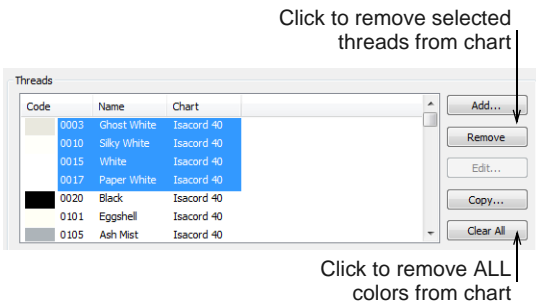 Click to remove selected
threads from chart
Threads
Code Name Chart
0003 Ghost White Isacord 40
0010 Silky White Isacord 40
0015 White Isacord 40
0017 Paper White Isacord 40
0020 Black Isacord 40
0101 Eggshell Isacord 40
0105 Ash Mist Isacord 40
Add...
Remove
Edit...
Copy...
Clear All
Click to remove ALL
colors from chart